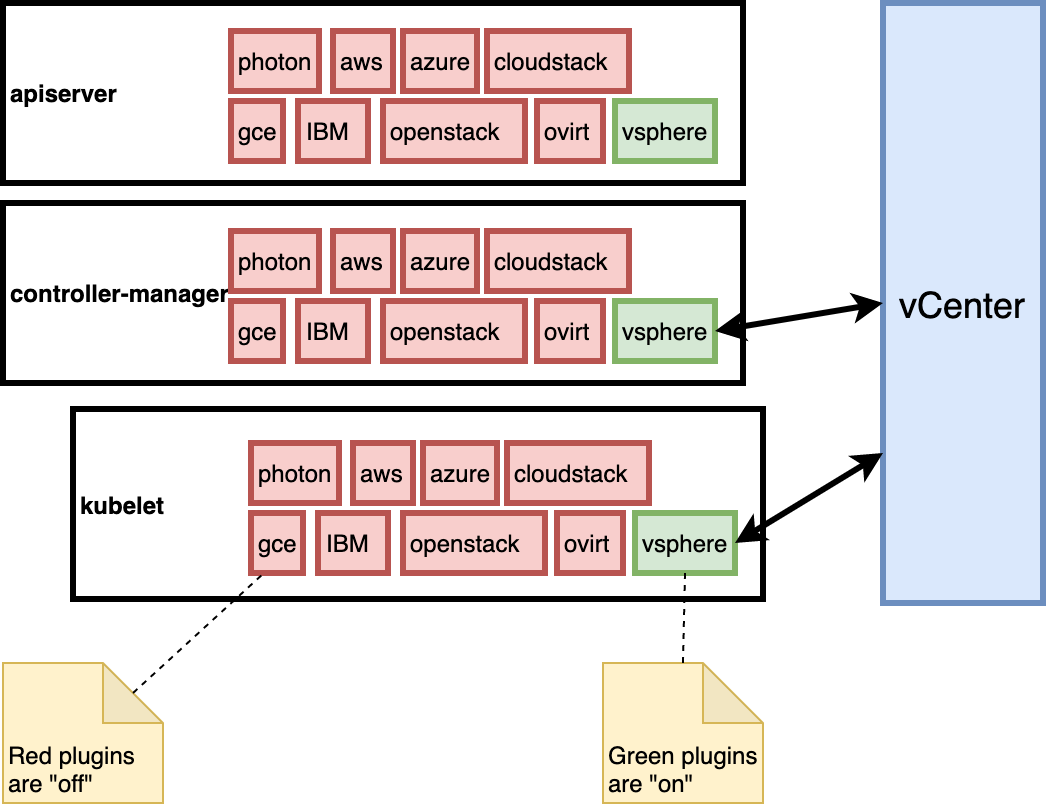 apiserver
photon aws azure cloudstack
gce IBM openstack ovirt vsphere
controller-manager
photon aws azure cloudstack
gce IBM openstack ovirt vsphere
vCenter
kubelet
photon aws azure cloudstack
gce IBM openstack ovirt vsphere
Red plugins
are "off"
Green plugins
are "on"